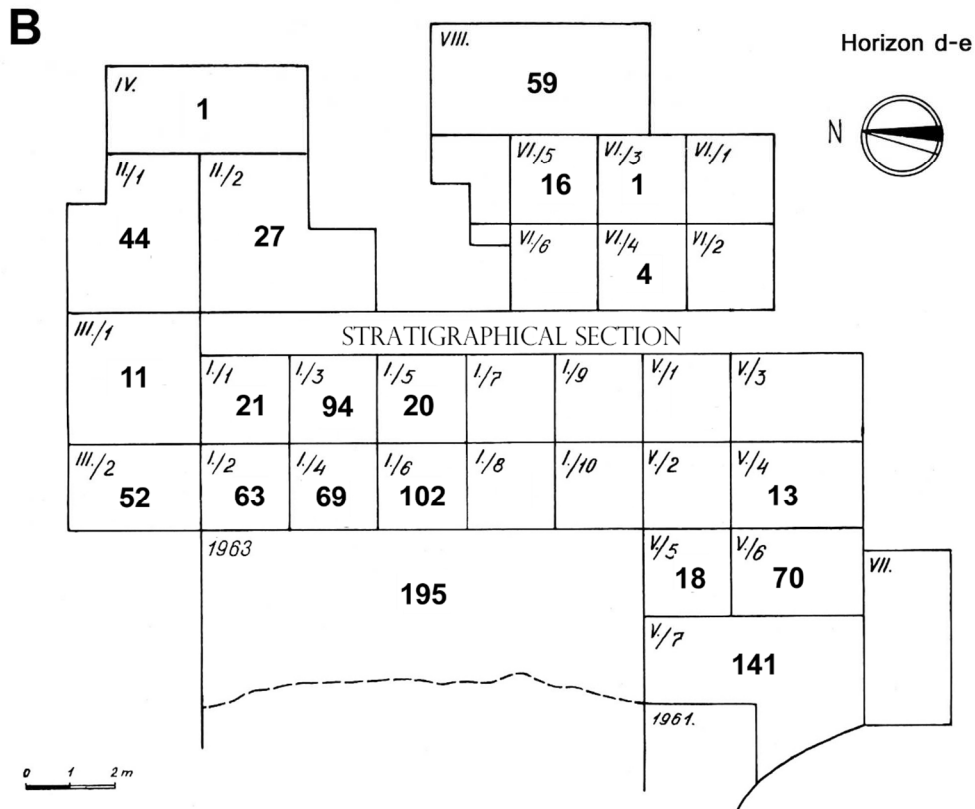 B
Horizon d-e
N
VIII.
59
IV.
1
II./1
44
II./2
27
VI./5
16
VI./3
1
VI./1
VI./6
VI./4
4
VI./2
STRATIGRAPHICAL SECTION
III./1
11
I./1
21
I./3
94
I./5
20
I./7
I./9
V./1
V./3
III./2
52
I./2
63
I./4
69
I./6
102
I./8
I./10
V./2
V./4
13
1963
195
V./5
18
V./6
70
VII.
V./7
141
1961.
0 1 2 m